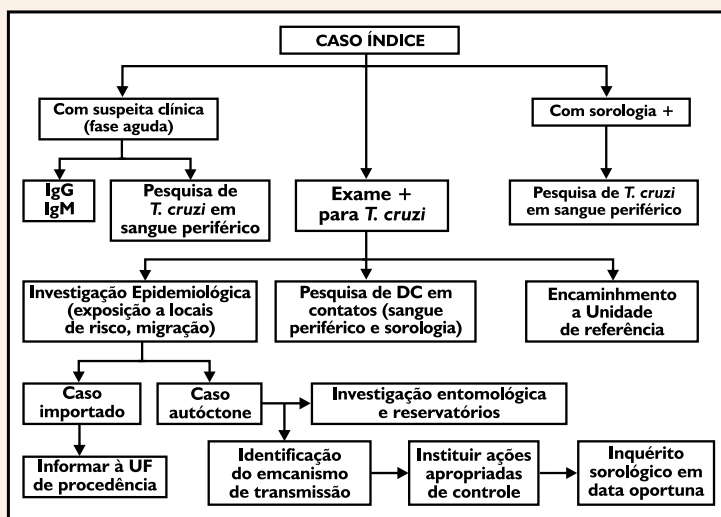 CASO ÍNDICE
Com suspeita clínica
(fase aguda)
Com sorologia +
IgG
IgM
Pesquisa de
T. cruzi em
sangue periférico
Exame +
para T. cruzi
Pesquisa de T. cruzi
em sangue periférico
Investigação Epidemiológica
(exposição a locais
de risco, migração)
Pesquisa de DC em
contatos (sangue
periférico e sorologia)
Encaminhmento
a Unidade
de referência
Caso
importado
Caso
autóctone
Investigação entomológica
e reservatórios
Informar à UF
de procedência
Identificação
do emcanismo
de transmissão
Instituir ações
apropriadas
de controle
Inquérito
sorológico em
data oportuna